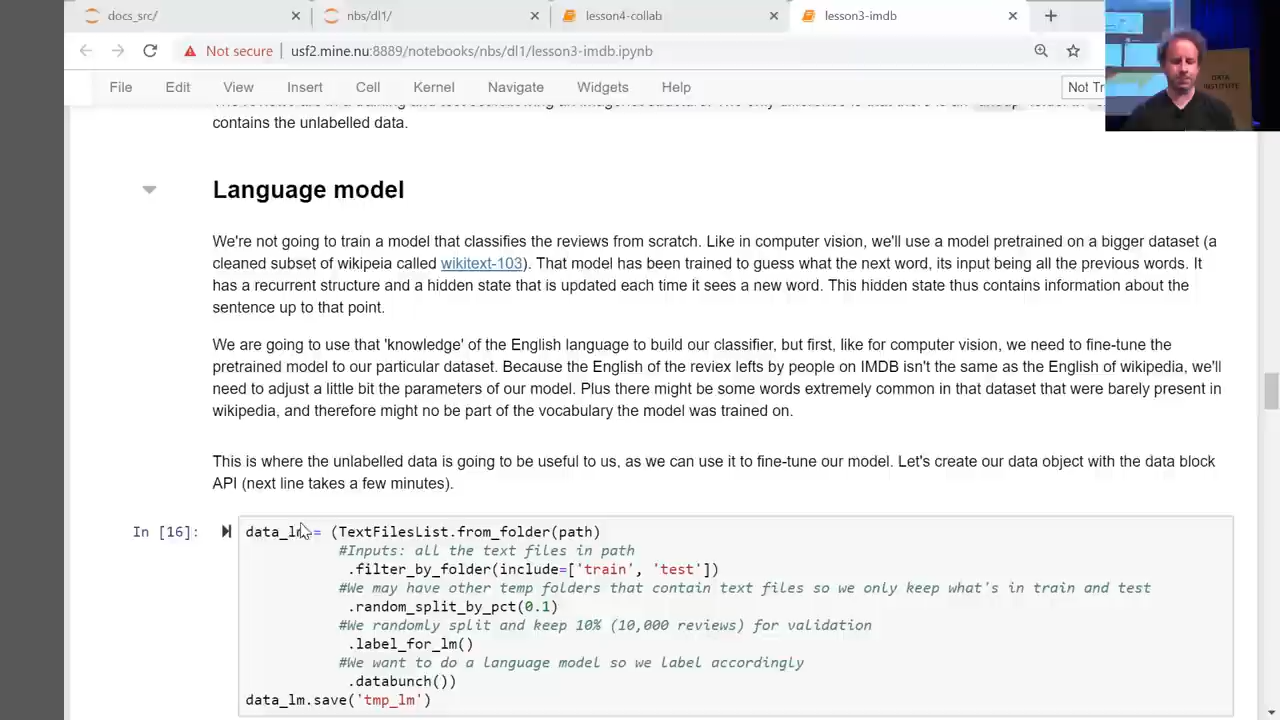 docs_src/
nbs/dl1/
lesson4-collab
lesson3-imdb
Not secure usf2.mine.nu:8889/notebooks/nbs/dl1/lesson3-imdb.ipynb
File Edit View Insert Cell Kernel Navigate Widgets Help Not Tr
DATA
INSTITUTE
contains the unlabelled data.
Language model
We're not going to train a model that classifies the reviews from scratch. Like in computer vision, we'll use a model pretrained on a bigger dataset (a
cleaned subset of wikipeia called wikitext-103). That model has been trained to guess what the next word, its input being all the previous words. It
has a recurrent structure and a hidden state that is updated each time it sees a new word. This hidden state thus contains information about the
sentence up to that point.
We are going to use that 'knowledge' of the English language to build our classifier, but first, like for computer vision, we need to fine-tune the
pretrained model to our particular dataset. Because the English of the reviex lefts by people on IMDB isn't the same as the English of wikipedia, we'll
need to adjust a little bit the parameters of our model. Plus there might be some words extremely common in that dataset that were barely present in
wikipedia, and therefore might no be part of the vocabulary the model was trained on.
This is where the unlabelled data is going to be useful to us, as we can use it to fine-tune our model. Let's create our data object with the data block
API (next line takes a few minutes).
In [16]: data_lm = (TextFilesList.from_folder(path)
#Inputs: all the text files in path
.filter_by_folder(include=['train', 'test'])
#We may have other temp folders that contain text files so we only keep what's in train and test
.random_split_by_pct(0.1)
#We randomly split and keep 10% (10,000 reviews) for validation
.label_for_lm()
#We want to do a language model so we label accordingly
.databunch())
data_lm.save('tmp_lm')